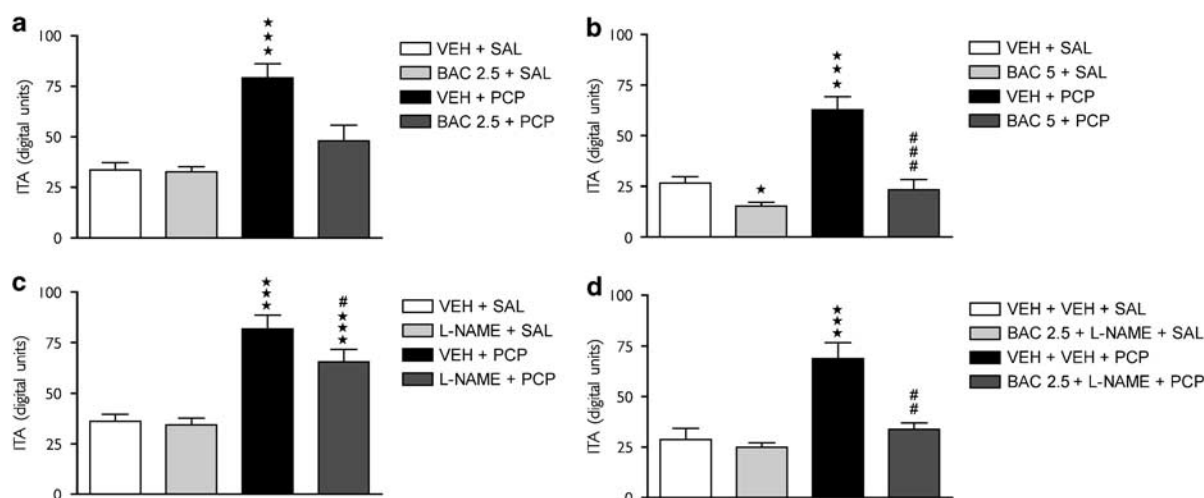 a
100
75
50
25
0
ITA (digital units)
★
★
★
VEH + SAL
BAC 2.5 + SAL
VEH + PCP
BAC 2.5 + PCP
b
100
75
50
25
0
ITA (digital units)
★
★
★
★
#
#
#
VEH + SAL
BAC 5 + SAL
VEH + PCP
BAC 5 + PCP
c
100
75
50
25
0
ITA (digital units)
★
★
★
#
★
★
★
VEH + SAL
L-NAME + SAL
VEH + PCP
L-NAME + PCP
d
100
75
50
25
0
ITA (digital units)
★
★
★
#
#
VEH + VEH + SAL
BAC 2.5 + L-NAME + SAL
VEH + VEH + PCP
BAC 2.5 + L-NAME + PCP